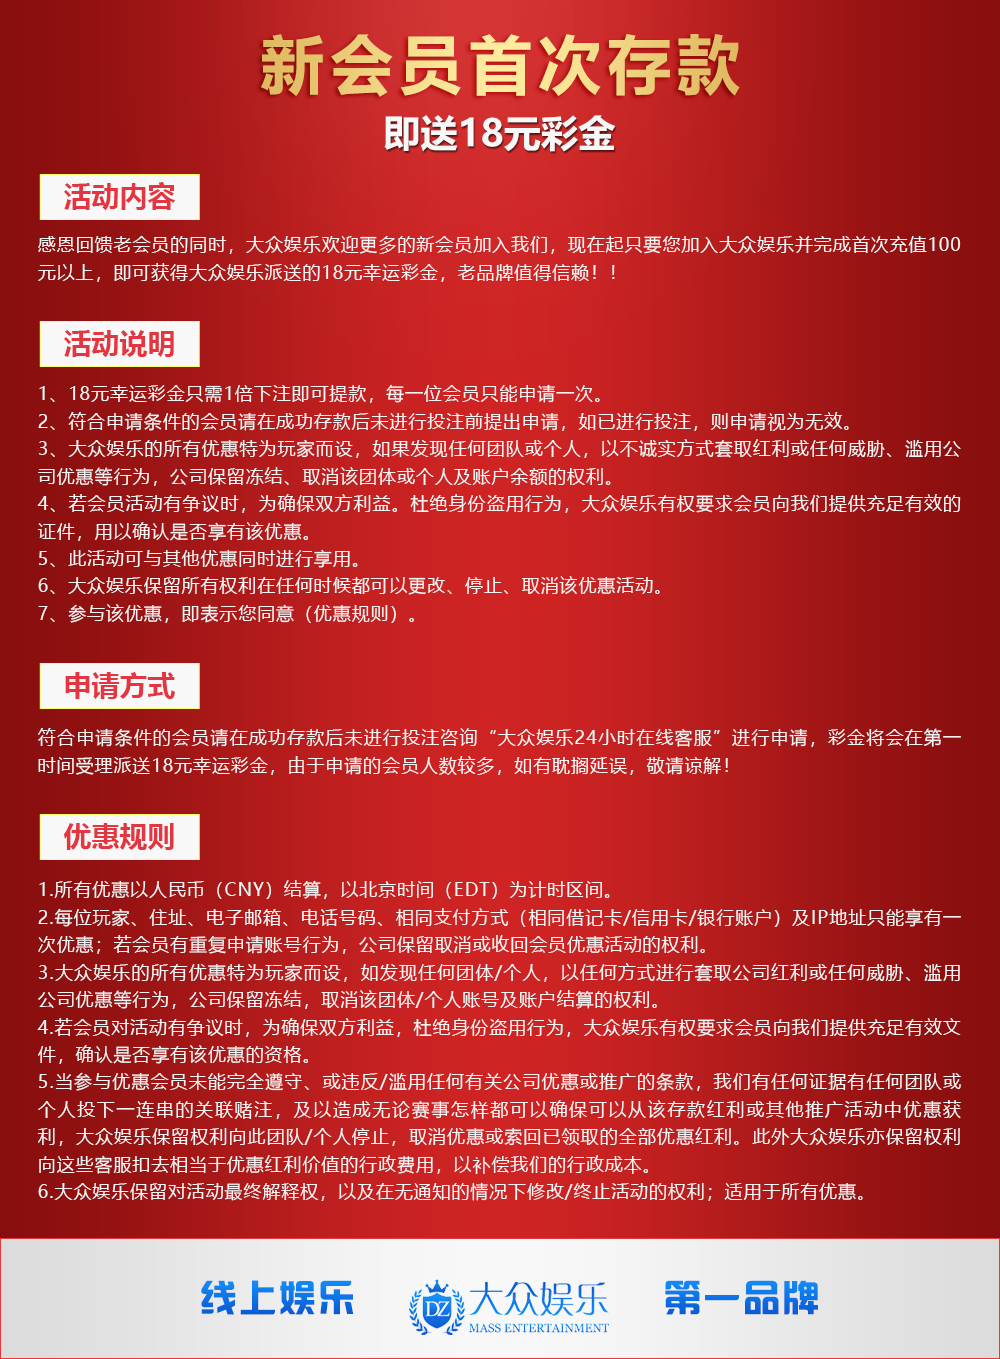 新会员首次存款
即送18元彩金
活动内容
感恩回馈老会员的同时，大众娱乐欢迎更多的新会员加入我们，现在起只要您加入大众娱乐并完成首次充值100
元以上，即可获得大众娱乐派送的18元幸运彩金，老品牌值得信赖！！
活动说明
1、18元幸运彩金只需1倍下注即可提款，每一位会员只能申请一次。
2、符合申请条件的会员请在成功存款后未进行投注前提出申请，如已进行投注，则申请视为无效。
3、大众娱乐的所有优惠特为玩家而设，如果发现任何团队或个人，以不诚实方式套取红利或任何威胁、滥用公
司优惠等行为，公司保留冻结、取消该团体或个人及账户余额的权利。
4、若会员活动有争议时，为确保双方利益。杜绝身份盗用行为，大众娱乐有权要求会员向我们提供充足有效的
证件，用以确认是否享有该优惠。
5、此活动可与其他优惠同时进行享用。
6、大众娱乐保留所有权利在任何时候都可以更改、停止、取消该优惠活动。
7、参与该优惠，即表示您同意（优惠规则）。
申请方式
符合申请条件的会员请在成功存款后未进行投注咨询“大众娱乐24小时在线客服”进行申请，彩金将会在第一
时间受理派送18元幸运彩金，由于申请的会员人数较多，如有耽搁延误，敬请谅解！
优惠规则
1.所有优惠以人民币（CNY）结算，以北京时间（EDT）为计时区间。
2.每位玩家、住址、电子邮箱、电话号码、相同支付方式（相同借记卡/信用卡/银行账户）及IP地址只能享有一
次优惠；若会员有重复申请账号行为，公司保留取消或收回会员优惠活动的权利。
3.大众娱乐的所有优惠特为玩家而设，如发现任何团体/个人，以任何方式进行套取公司红利或任何威胁、滥用
公司优惠等行为，公司保留冻结，取消该团体/个人账号及账户结算的权利。
4.若会员对活动有争议时，为确保双方利益，杜绝身份盗用行为，大众娱乐有权要求会员向我们提供充足有效文
件，确认是否享有该优惠的资格。
5.当参与优惠会员未能完全遵守、或违反/滥用任何有关公司优惠或推广的条款，我们有任何证据有任何团队或
个人投下一连串的关联赌注，及以造成无论赛事怎样都可以确保可以从该存款红利或其他推广活动中优惠获
利，大众娱乐保留权利向此团队/个人停止，取消优惠或索回已领取的全部优惠红利。此外大众娱乐亦保留权利
向这些客服扣去相当于优惠红利价值的行政费用，以补偿我们的行政成本。
6.大众娱乐保留对活动最终解释权，以及在无通知的情况下修改/终止活动的权利；适用于所有优惠。
线上娱乐
DZ
大众娱乐
MASS ENTERTAINMENT
第一品牌